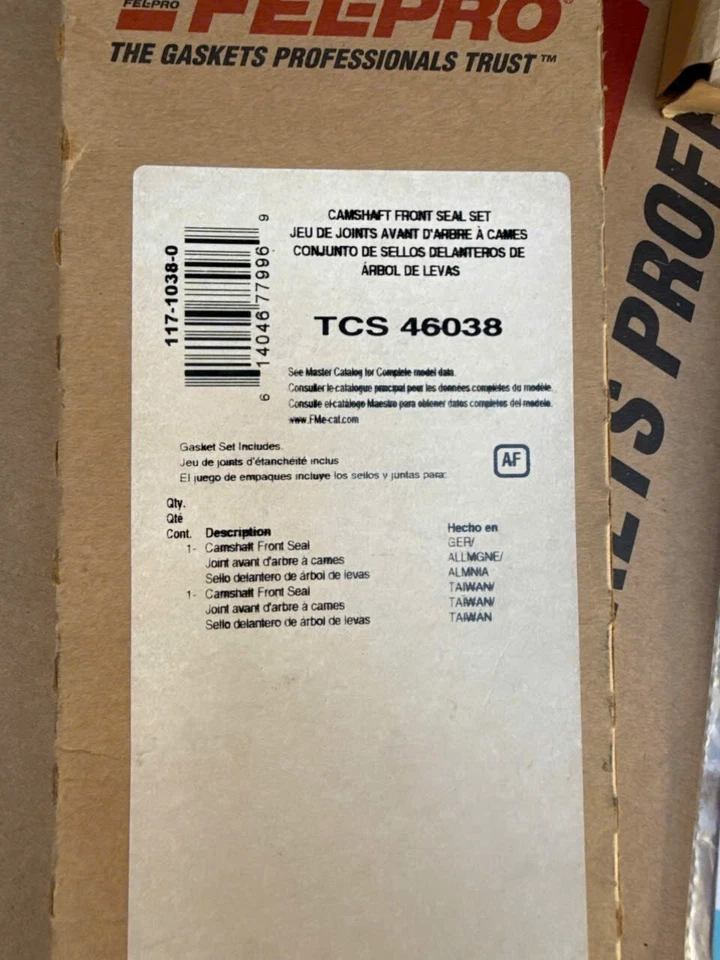 FEL-PRO
FEL-PRO®
THE GASKETS PROFESSIONALS TRUST™
CAMSHAFT FRONT SEAL SET
JEU DE JOINTS AVANT D'ARBRE À CAMES
CONJUNTO DE SELLOS DELANTEROS DE
ÁRBOL DE LEVAS
117-1038-0
6 14046 77996 9
TCS 46038
See Master Catalog for Complete model data.
Consulter le catalogue principal pour les données complètes du modèle.
Consulte el catálogo Maestro para obtener datos completos del modelo.
www.FMe-cat.com
Gasket Set Includes.
Jeu de joints d'étanchéité inclus
El juego de empaques incluye los sellos y juntas para:
AF
Qty.
Qté
Cont. Description Hecho en
1- Camshaft Front Seal GER/
Joint avant d'arbre à cames ALLMGNE/
Sello delantero de árbol de levas ALMNIA
1- Camshaft Front Seal TAIWAN/
Joint avant d'arbre à cames TAIWAN/
Sello delantero de árbol de levas TAIWAN
ETS PROF